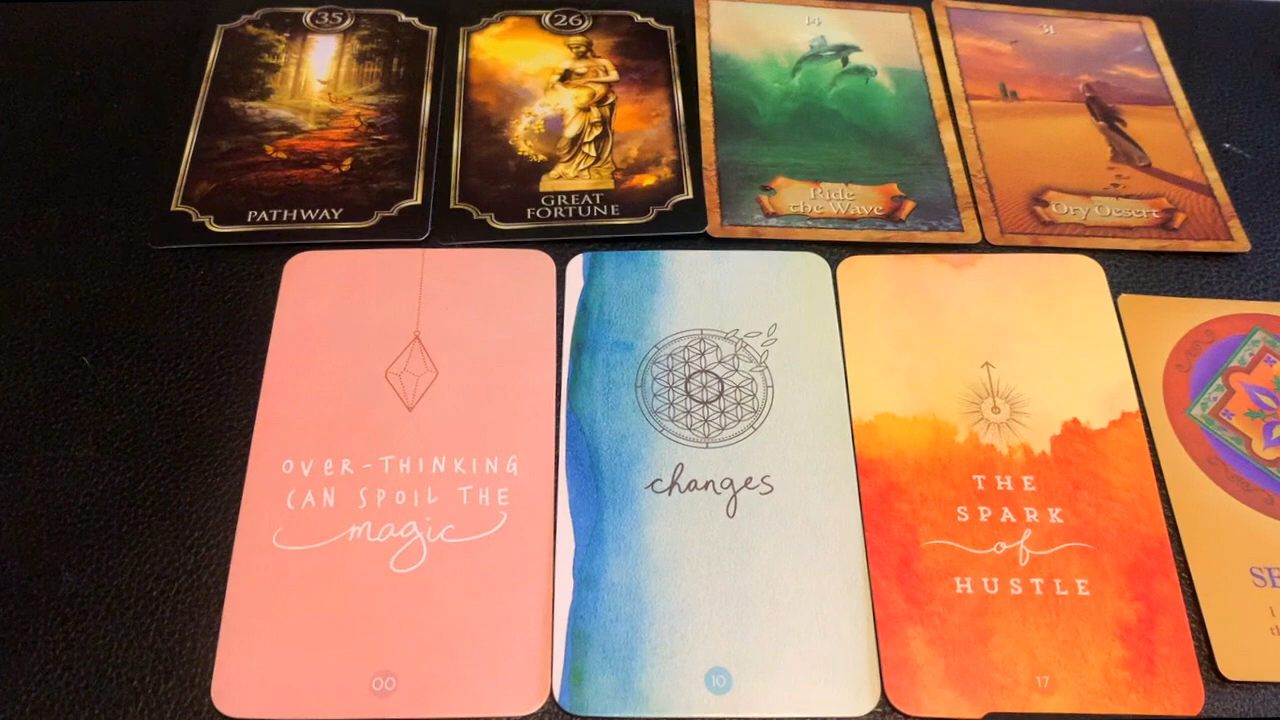 35
PATHWAY
26
GREAT
FORTUNE
14
Ride
the Wave
31
Dry Desert
OVER-THINKING
CAN SPOIL THE
magic
00
changes
10
THE
SPARK
of
HUSTLE
17